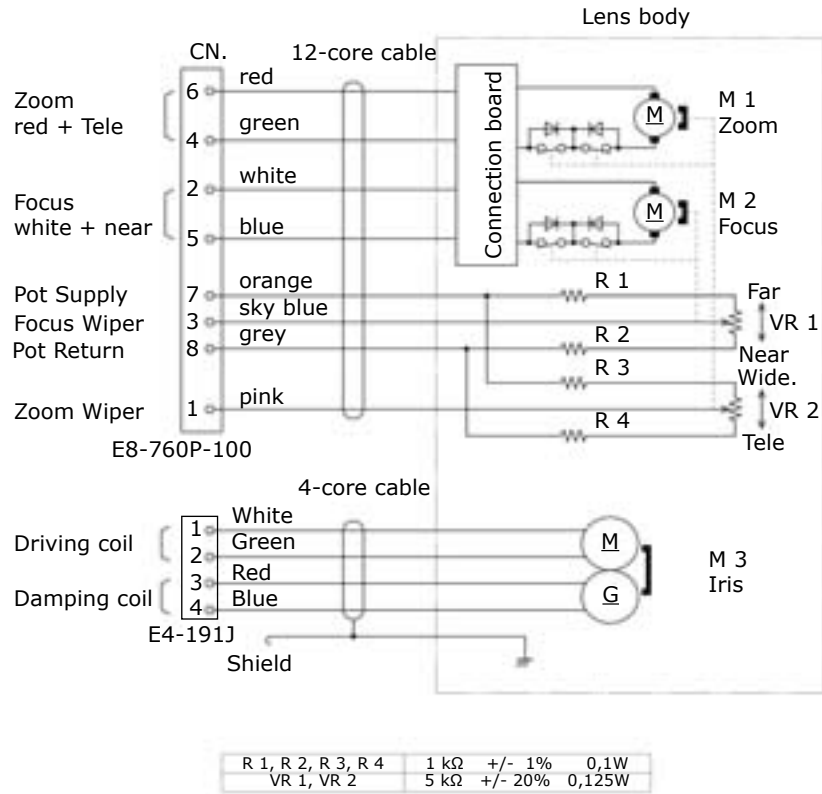 Lens body
CN.
12-core cable
Zoom
red + Tele
6
red
4
green
Focus
white + near
2
white
5
blue
Connection board
M
M 1
Zoom
M
M 2
Focus
Pot Supply
7
orange
R 1
Far
Focus Wiper
3
sky blue
VR 1
Pot Return
8
grey
R 2
Near
R 3
Wide.
Zoom Wiper
1
pink
VR 2
R 4
Tele
E8-760P-100
4-core cable
Driving coil
1
White
2
Green
M
Damping coil
3
Red
4
Blue
G
M 3
Iris
E4-191J
Shield
R 1, R 2, R 3, R 4 1 kΩ +/- 1% 0,1W
VR 1, VR 2 5 kΩ +/- 20% 0,125W